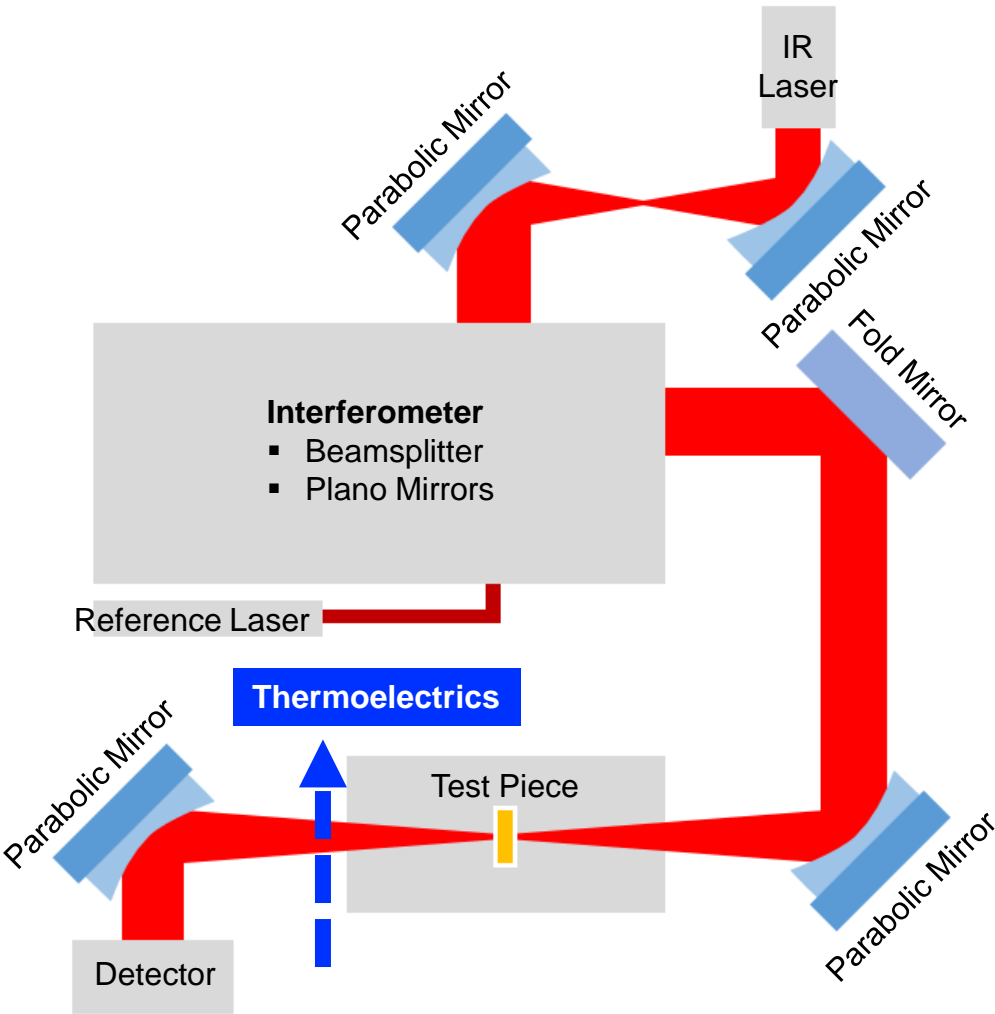 IR
Laser
Parabolic Mirror
Parabolic Mirror
Fold Mirror
Interferometer
▪ Beamsplitter
▪ Plano Mirrors
Reference Laser
Thermoelectrics
Parabolic Mirror
Test Piece
Parabolic Mirror
Detector